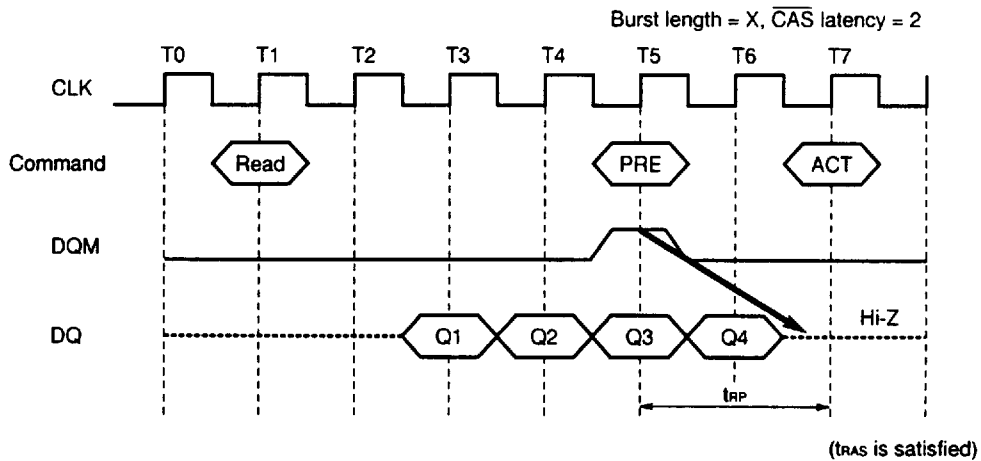 Burst length = X, CAS latency = 2
T0 T1 T2 T3 T4 T5 T6 T7
CLK
Command Read PRE ACT
DQM
Hi-Z
DQ Q1 Q2 Q3 Q4
tRP
(tRAS is satisfied)